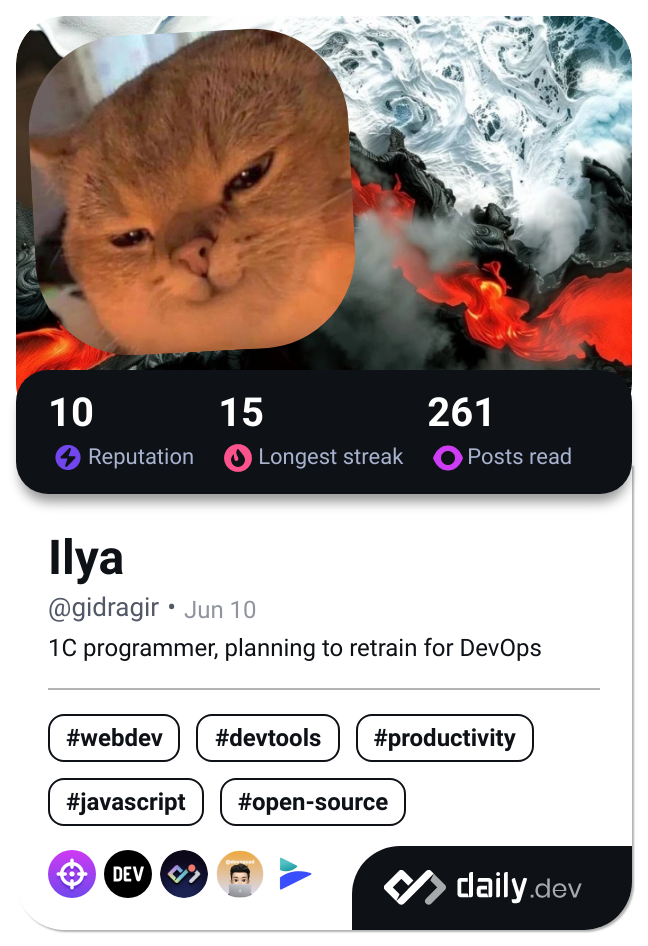 10 15 261
Reputation Longest streak Posts read
Ilya
@gidragir • Jun 10
1C programmer, planning to retrain for DevOps
#webdev #devtools #productivity
#javascript #open-source
DEV
daily.dev